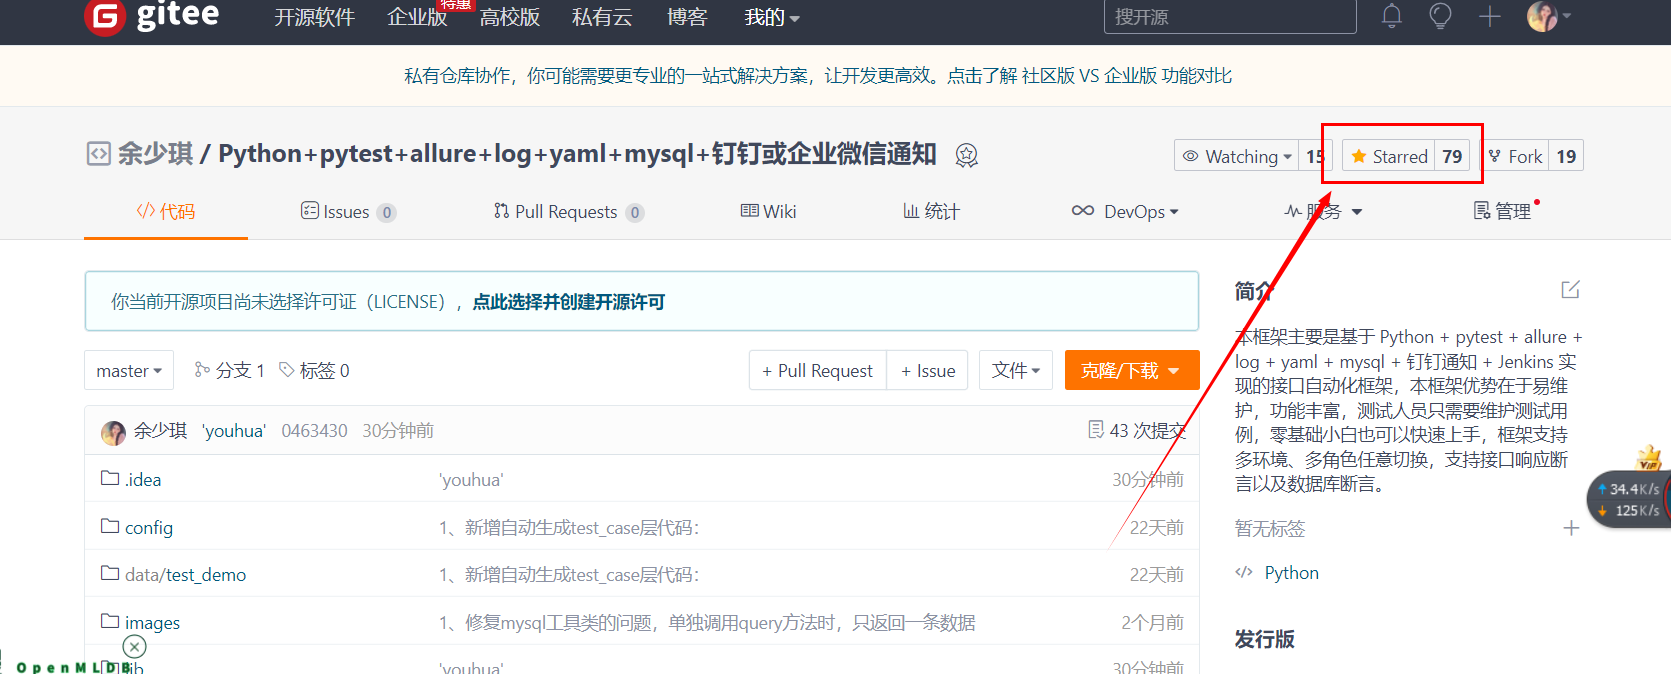 gitee 开源软件 企业版 特惠 高校版 私有云 博客 我的 搜开源
私有仓库协作，你可能需要更专业的一站式解决方案，让开发更高效。点击了解 社区版 VS 企业版 功能对比
余少琪 / Python+pytest+allure+log+yaml+mysql+钉钉或企业微信通知 Watching 15 Starred 79 Fork 19
代码 Issues 0 Pull Requests 0 Wiki 统计 DevOps 服务 管理
你当前开源项目尚未选择许可证（LICENSE），点此选择并创建开源许可
master 分支 1 标签 0 + Pull Request + Issue 文件 克隆/下载
余少琪 'youhua' 0463430 30分钟前 43 次提交
.idea 'youhua' 30分钟前
config 1、新增自动生成test_case层代码： 22天前
data/test_demo 1、新增自动生成test_case层代码： 22天前
images 1、修复mysql工具类的问题，单独调用query方法时，只返回一条数据 2个月前
lib 'youhua' 30分钟前
OpenMLDB
简介
本框架主要是基于 Python + pytest + allure +
log + yaml + mysql + 钉钉通知 + Jenkins 实
现的接口自动化框架，本框架优势在于易维
护，功能丰富，测试人员只需要维护测试用
例，零基础小白也可以快速上手，框架支持
多环境、多角色任意切换，支持接口响应断
言以及数据库断言。
暂无标签
Python
发行版
VIP
34.4K/s
125K/s